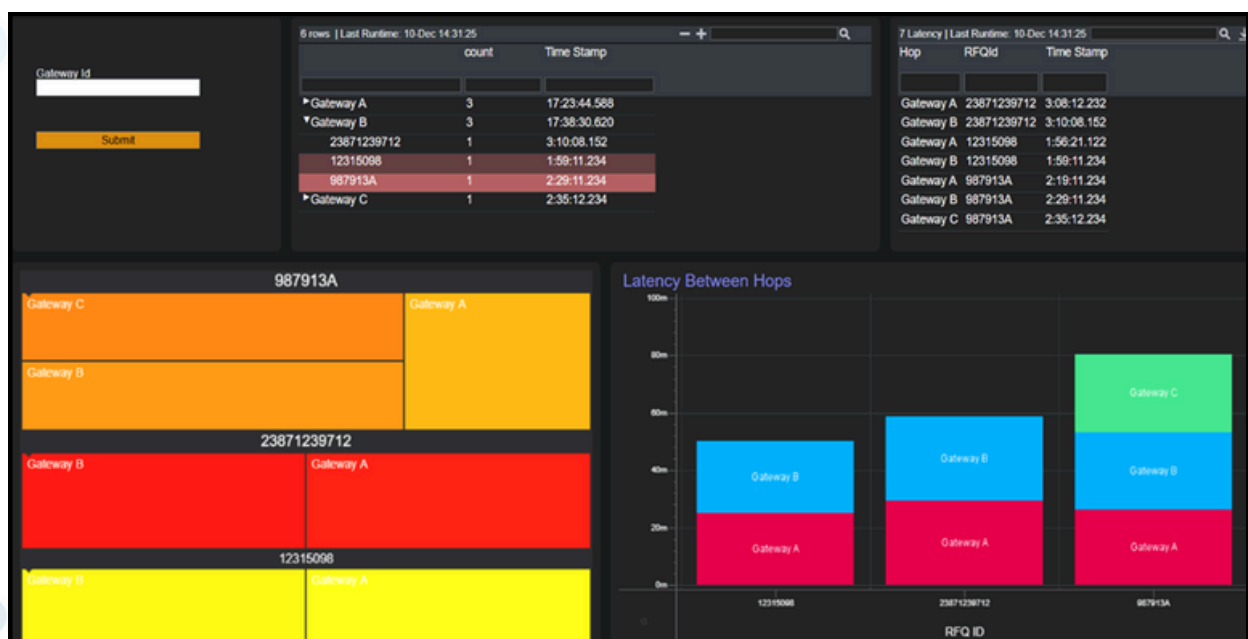 Gateway Id
Submit
6 rows | Last Runtime: 10-Dec 14:31:25
count Time Stamp
Gateway A 3 17:23:44.588
Gateway B 3 17:38:30.620
23871239712 1 3:10:08.152
12315098 1 1:59:11.234
987913A 1 2:29:11.234
Gateway C 1 2:35:12.234
7 Latency | Last Runtime: 10-Dec 14:31:25
Hop RFQId Time Stamp
Gateway A 23871239712 3:08:12.232
Gateway B 23871239712 3:10:08.152
Gateway A 12315098 1:56:21.122
Gateway B 12315098 1:59:11.234
Gateway A 987913A 2:19:11.234
Gateway B 987913A 2:29:11.234
Gateway C 987913A 2:35:12.234
987913A
Gateway C Gateway A
Gateway B
23871239712
Gateway B Gateway A
12315098
Gateway B Gateway A
Latency Between Hops
100m
80m
Gateway C
60m
Gateway B
40m
Gateway B Gateway B
20m
Gateway A Gateway A Gateway A
0m
12315098 23871239712 987913A
RFQ ID